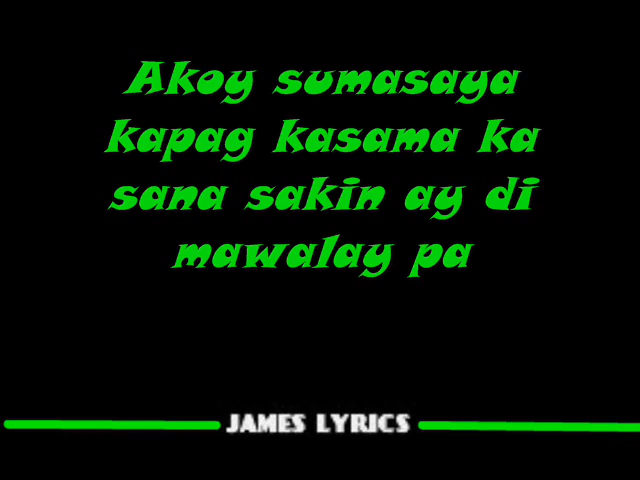 Akoy sumasaya
kapag kasama ka
sana sakin ay di
mawalay pa
JAMES LYRICS